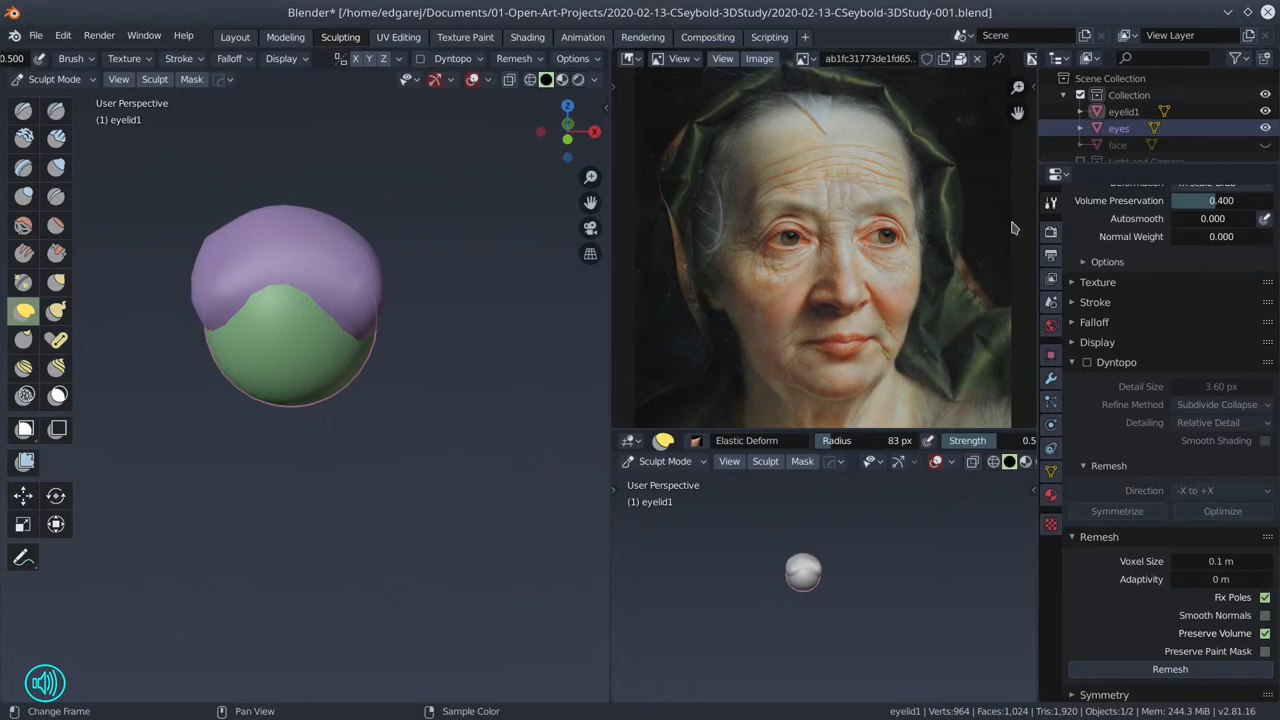 Blender* [/home/edgarej/Documents/01-Open-Art-Projects/2020-02-13-CSeybold-3DStudy/2020-02-13-CSeybold-3DStudy-001.blend]
File Edit Render Window Help Layout Modeling Sculpting UV Editing Texture Paint Shading Animation Rendering Compositing Scripting + Scene View Layer
0.500 Brush Texture Stroke Falloff Display X Y Z Dyntopo Remesh Options View View Image ab1fc31773de1fd65..
Sculpt Mode View Sculpt Mask
User Perspective
(1) eyelid1
Z
X
Scene Collection
Collection
eyelid1
eyes
face
Volume Preservation 0.400
Autosmooth 0.000
Normal Weight 0.000
Options
Texture
Stroke
Falloff
Display
Dyntopo
Detail Size 3.60 px
Refine Method Subdivide Collapse
Detailing Relative Detail
Smooth Shading
Remesh
Direction -X to +X
Symmetrize Optimize
Remesh
Voxel Size 0.1 m
Adaptivity 0 m
Fix Poles
Smooth Normals
Preserve Volume
Preserve Paint Mask
Remesh
Symmetry
Elastic Deform Radius 83 px Strength 0.5
Sculpt Mode View Sculpt Mask
User Perspective
(1) eyelid1
Change Frame Pan View Sample Color eyelid1 | Verts:964 | Faces:1,024 | Tris:1,920 | Objects:1/2 | Mem: 244.3 MiB | v2.81.16